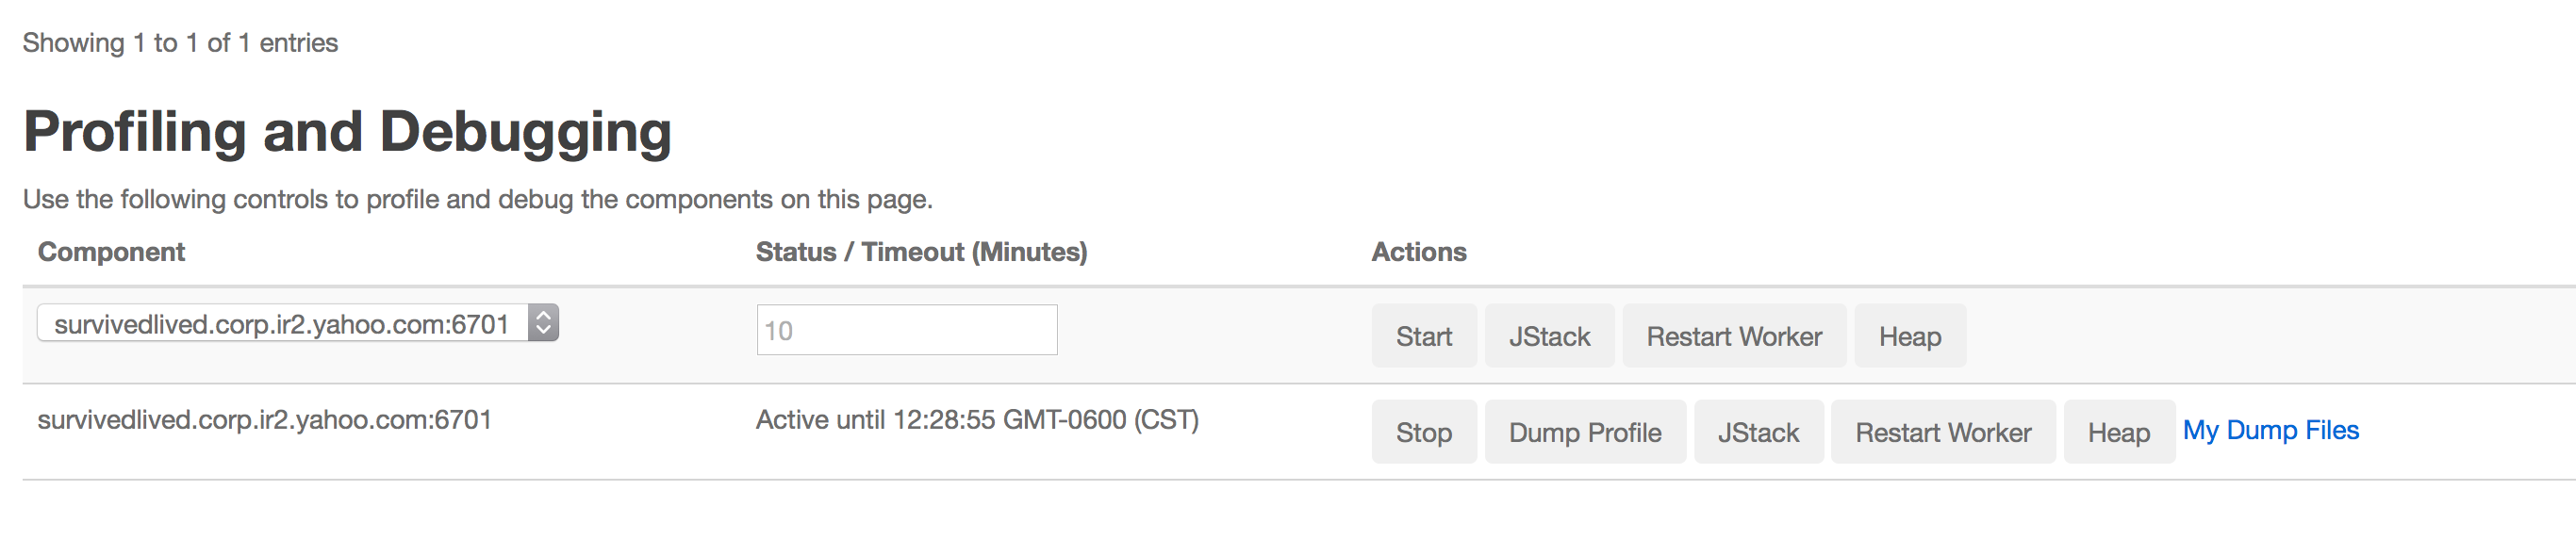 Showing 1 to 1 of 1 entries
Profiling and Debugging
Use the following controls to profile and debug the components on this page.
Component Status / Timeout (Minutes) Actions
survivedlived.corp.ir2.yahoo.com:6701 10 Start JStack Restart Worker Heap
survivedlived.corp.ir2.yahoo.com:6701 Active until 12:28:55 GMT-0600 (CST) Stop Dump Profile JStack Restart Worker Heap My Dump Files